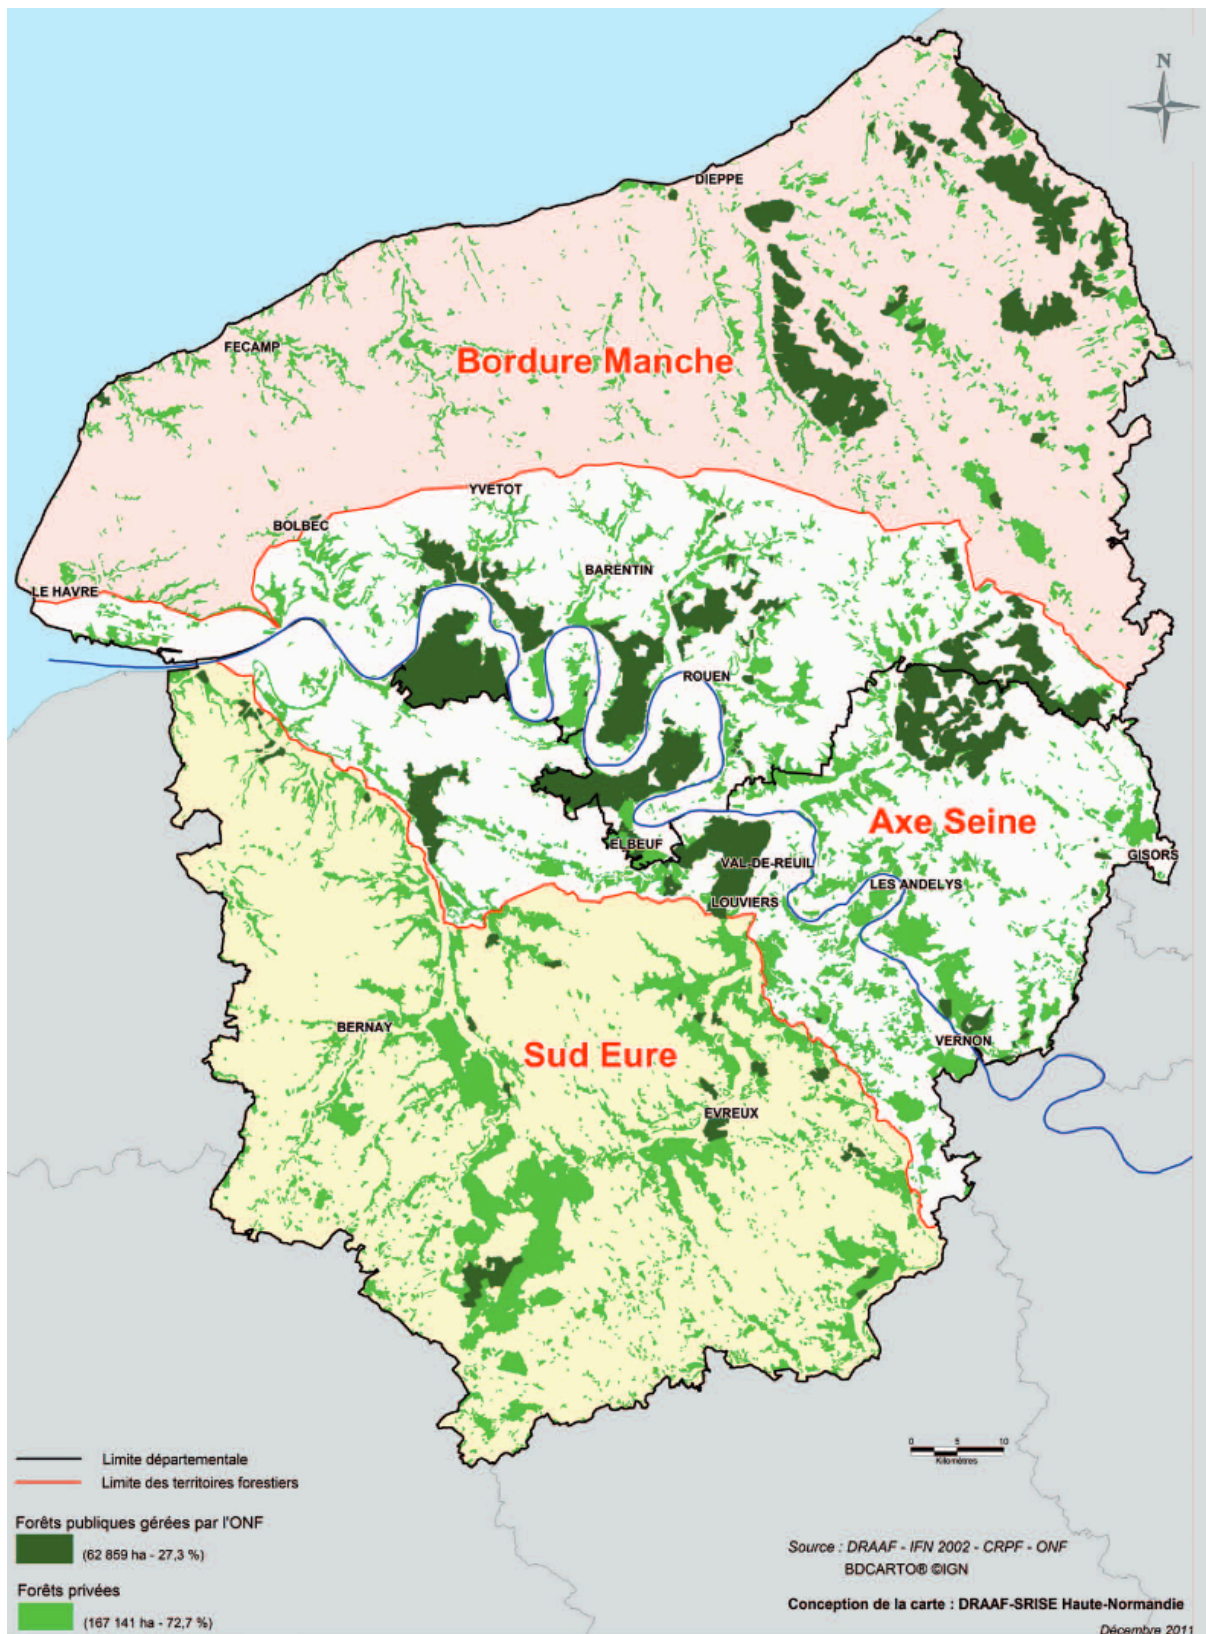 N
DIEPPE
FECAMP
Bordure Manche
YVETOT
BOLBEC
BARENTIN
LE HAVRE
ROUEN
Axe Seine
ELBEUF
VAL-DE-REUIL
GISORS
LES ANDELYS
LOUVIERS
BERNAY
VERNON
Sud Eure
EVREUX
0 5 10
Kilomètres
Limite départementale
Limite des territoires forestiers
Forêts publiques gérées par l'ONF
(62 859 ha - 27,3 %)
Forêts privées
(167 141 ha - 72,7 %)
Source : DRAAF - IFN 2002 - CRPF - ONF
BDCARTO® ©IGN
Conception de la carte : DRAAF-SRISE Haute-Normandie
Décembre 2011